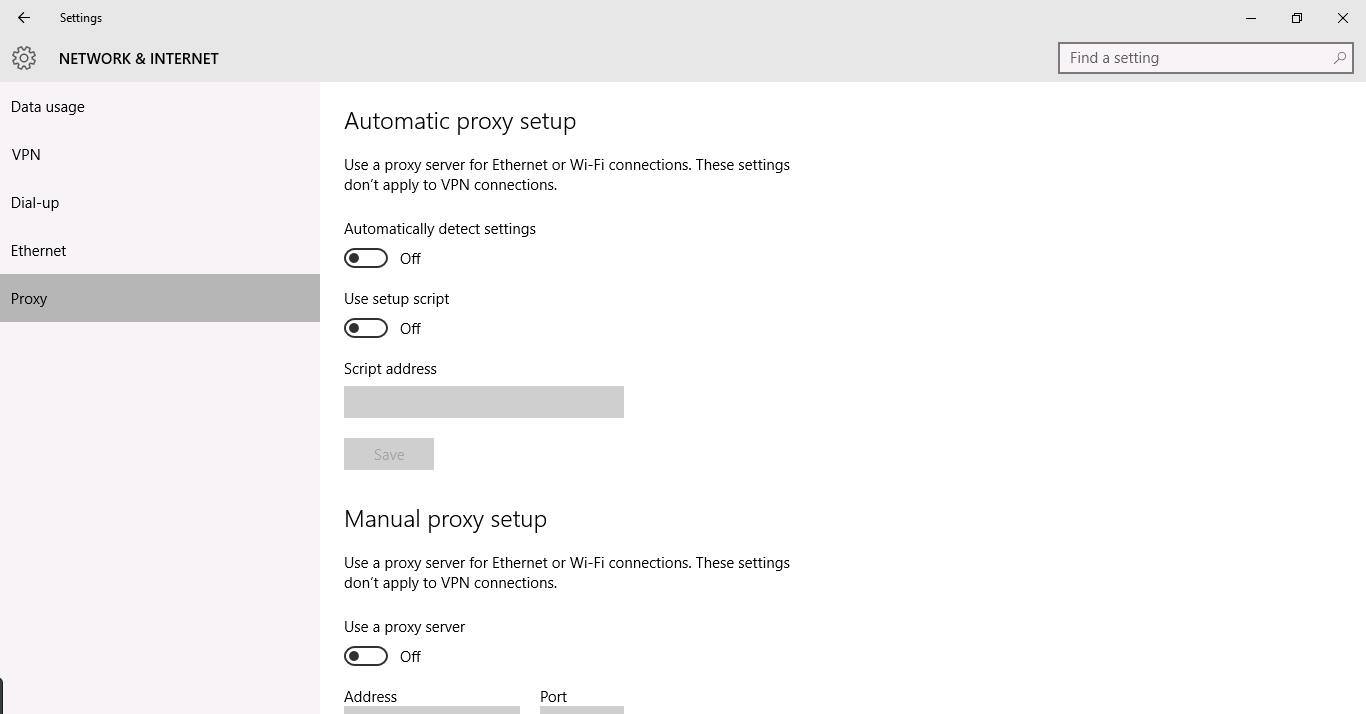 Settings
NETWORK & INTERNET
Find a setting
Data usage
VPN
Dial-up
Ethernet
Proxy
Automatic proxy setup
Use a proxy server for Ethernet or Wi-Fi connections. These settings
don't apply to VPN connections.
Automatically detect settings
Off
Use setup script
Off
Script address
Save
Manual proxy setup
Use a proxy server for Ethernet or Wi-Fi connections. These settings
don't apply to VPN connections.
Use a proxy server
Off
Address Port